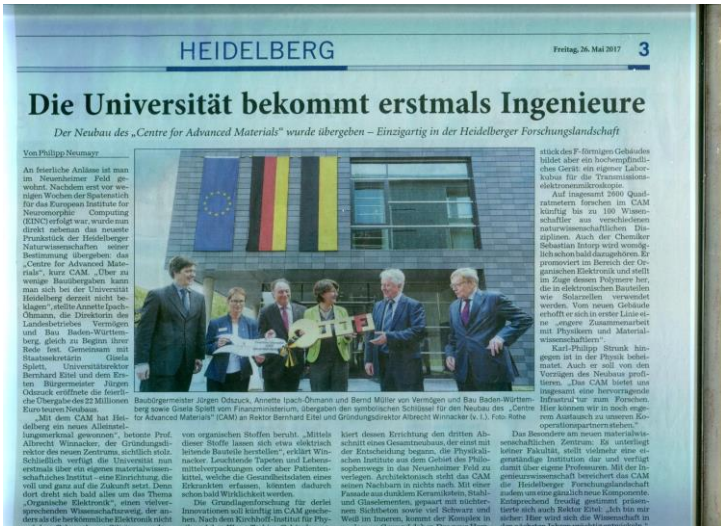 HEIDELBERG
Freitag, 26. Mai 2017 3
Die Universität bekommt erstmals Ingenieure
Der Neubau des „Centre for Advanced Materials“ wurde übergeben – Einzigartig in der Heidelberger Forschungslandschaft
Von Philipp Neumayr
An feierliche Anlässe ist man
im Neuenheimer Feld ge-
wohnt. Nachdem erst vor we-
nigen Wochen der Spatenstich
für das European Institute for
Neuromorphic Computing
(EINC) erfolgt war, wurde nun
direkt nebenan das neueste
Prunkstück der Heidelberger
Naturwissenschaften seiner
Bestimmung übergeben: das
„Centre for Advanced Mate-
rials“, kurz CAM. „Über zu
wenige Bauübergaben kann
man sich bei der Universität
Heidelberg derzeit nicht be-
klagen“, stellte Annette Ipach-
Öhmann, die Direktorin des
Landesbetriebes Vermögen
und Bau Baden-Württem-
berg, gleich zu Beginn ihrer
Rede fest. Gemeinsam mit
Staatssekretärin Gisela
Splett, Universitätsrektor
Bernhard Eitel und dem Ers-
ten Bürgermeister Jürgen
Odszuck eröffnete die feierli-
che Übergabe des 22 Millionen
Euro teuren Neubaus.
„Mit dem CAM hat Hei-
delberg ein neues Alleinstel-
lungsmerkmal gewonnen“, betonte Prof.
Albrecht Winnacker, der Gründungsdi-
rektor des neuen Zentrums, sichtlich stolz.
Schließlich verfügt die Universität nun
erstmals über ein eigenes materialwissen-
schaftliches Institut – eine Einrichtung, die
voll und ganz auf die Zukunft setzt. Denn
dort dreht sich bald alles um das Thema
„Organische Elektronik“, einen vielver-
sprechenden Wissenschaftszweig, der an-
ders als die herkömmliche Elektronik nicht
Baubürgermeister Jürgen Odszuck, Annette Ipach-Öhmann und Bernd Müller von Vermögen und Bau Baden-Württem-
berg sowie Gisela Splett vom Finanzministerium, übergaben den symbolischen Schlüssel für den Neubau des „Centre
for Advanced Materials“ (CAM) an Rektor Bernhard Eitel und Gründungsdirektor Albrecht Winnacker (v. l.). Foto: Rothe
von organischen Stoffen beruht. „Mittels
dieser Stoffe lassen sich etwa elektrisch
leitende Bauteile herstellen“, erklärt Win-
nacker. Leuchtende Tapeten und Lebens-
mittelverpackungen oder aber Patienten-
kittel, welche die Gesundheitsdaten eines
Erkrankten erfassen, könnten dadurch
schon bald Wirklichkeit werden.
Die Grundlagenforschung für derlei
Innovationen soll künftig im CAM gesche-
hen. Nach dem Kirchhoff-Institut für Phy-
kiert dessen Errichtung den dritten Ab-
schnitt eines Gesamtneubaus, der einst mit
der Entscheidung begann, die Physikali-
schen Institute aus dem Gebiet des Philo-
sophenwegs in das Neuenheimer Feld zu
verlegen. Architektonisch steht das CAM
seinen Nachbarn in nichts nach. Mit einer
Fassade aus dunklen Keramikotten, Stahl-
und Glaselementen, gepaart mit nüchter-
nem Sichtbeton sowie viel Schwarz und
Weiß im Inneren, kommt der Komplex in
stück des F-förmigen Gebäudes
bildet aber ein hochempfindli-
ches Gerät: ein eigener Labor-
kubus für die Transmissions-
elektronenmikroskopie.
Auf insgesamt 2600 Quad-
ratmetern forschen im CAM
künftig bis zu 100 Wissen-
schaftler aus verschiedenen
naturwissenschaftlichen Dis-
ziplinen. Auch der Chemiker
Sebastian Intorp wird womög-
lich schon bald dazugehören. Er
promoviert im Bereich der Or-
ganischen Elektronik und stellt
im Zuge dessen Polymere her,
die in elektronischen Bauteilen
wie Solarzellen verwendet
werden. Vom neuen Gebäude
erhofft er sich in erster Linie ei-
ne „engere Zusammenarbeit
mit Physikern und Material-
wissenschaftlern“.
Karl-Philipp Strunk hin-
gegen ist in der Physik behei-
matet. Auch er soll von den
Vorzügen des Neubaus profi-
tieren. „Das CAM bietet uns
insgesamt eine hervorragende
Infrastruktur zum Forschen.
Hier können wir in noch enge-
rem Austausch zu unseren Ko-
operationspartnern stehen.“
Das Besondere am neuen materialwis-
senschaftlichen Zentrum: Es unterliegt
keiner Fakultät, stellt vielmehr eine ei-
genständige Institution dar und verfügt
damit über eigene Professuren. Mit der In-
genieurswissenschaft bereichert das CAM
die Heidelberger Forschungslandschaft
zudem um eine gänzlich neue Komponente.
Entsprechend freudig gestimmt präsen-
tierte sich auch Rektor Eitel: „Ich bin mir
sicher: Hier wird sich die Wissenschaft in